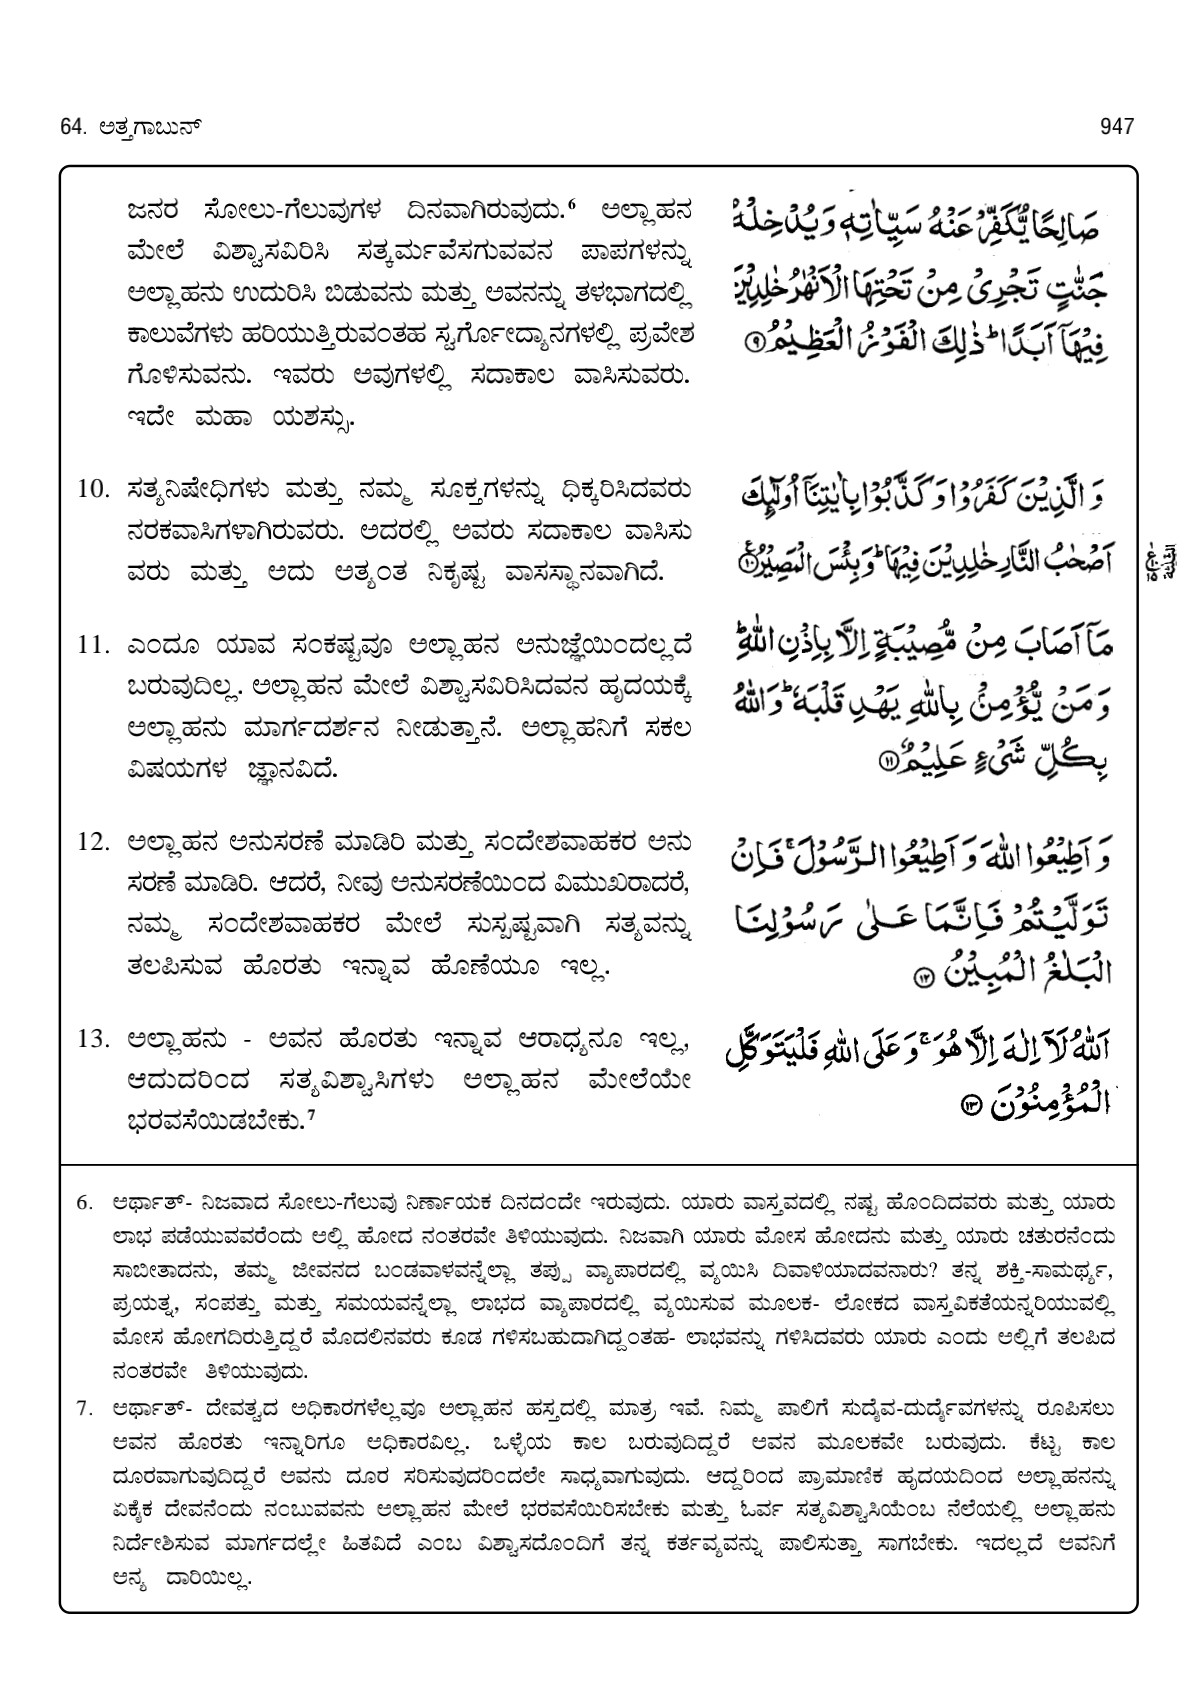 64. ಅತ್ತಗಾಬುನ್ 947
ಜನರ ಸೋಲು-ಗೆಲುವುಗಳ ದಿನವಾಗಿರುವುದು.⁶ ಅಲ್ಲಾಹನ
ಮೇಲೆ ವಿಶ್ವಾಸವಿರಿಸಿ ಸತ್ಕರ್ಮವೆಸಗುವವನ ಪಾಪಗಳನ್ನು
ಅಲ್ಲಾಹನು ಉದುರಿಸಿ ಬಿಡುವನು ಮತ್ತು ಅವನನ್ನು ತಳಭಾಗದಲ್ಲಿ
ಕಾಲುವೆಗಳು ಹರಿಯುತ್ತಿರುವಂತಹ ಸ್ವರ್ಗೋದ್ಯಾನಗಳಲ್ಲಿ ಪ್ರವೇಶ
ಗೊಳಿಸುವನು. ಇವರು ಅವುಗಳಲ್ಲಿ ಸದಾಕಾಲ ವಾಸಿಸುವರು.
ಇದೇ ಮಹಾ ಯಶಸ್ಸು.
صَالِحًا يُّكَفِّرْ عَنْهُ سَيِّاٰتِهٖ وَيُدْخِلْهُ
جَنّٰتٍ تَجْرِىْ مِنْ تَحْتِهَا الْاَنْهٰرُ خٰلِدِيْنَ
فِيْهَآ اَبَدًا ؕ ذٰلِكَ الْفَوْزُ الْعَظِيْمُ ۹
10. ಸತ್ಯನಿಷೇಧಿಗಳು ಮತ್ತು ನಮ್ಮ ಸೂಕ್ತಗಳನ್ನು ಧಿಕ್ಕರಿಸಿದವರು
ನರಕವಾಸಿಗಳಾಗಿರುವರು. ಅದರಲ್ಲಿ ಅವರು ಸದಾಕಾಲ ವಾಸಿಸು
ವರು ಮತ್ತು ಅದು ಅತ್ಯಂತ ನಿಕೃಷ್ಟ ವಾಸಸ್ಥಾನವಾಗಿದೆ.
وَ الَّذِيْنَ كَفَرُوْا وَ كَذَّبُوْا بِاٰيٰتِنَآ اُولٰٓئِكَ
اَصْحٰبُ النَّارِ خٰلِدِيْنَ فِيْهَا ؕ وَ بِئْسَ الْمَصِيْرُ ۱۰
11. ಎಂದೂ ಯಾವ ಸಂಕಷ್ಟವೂ ಅಲ್ಲಾಹನ ಅನುಜ್ಞೆಯಿಂದಲ್ಲದೆ
ಬರುವುದಿಲ್ಲ. ಅಲ್ಲಾಹನ ಮೇಲೆ ವಿಶ್ವಾಸವಿರಿಸಿದವನ ಹೃದಯಕ್ಕೆ
ಅಲ್ಲಾಹನು ಮಾರ್ಗದರ್ಶನ ನೀಡುತ್ತಾನೆ. ಅಲ್ಲಾಹನಿಗೆ ಸಕಲ
ವಿಷಯಗಳ ಜ್ಞಾನವಿದೆ.
مَآ اَصَابَ مِنْ مُّصِيْبَةٍ اِلَّا بِاِذْنِ اللّٰهِ ؕ
وَ مَنْ يُّؤْمِنْۢ بِاللّٰهِ يَهْدِ قَلْبَهٗ ؕ وَ اللّٰهُ
بِكُلِّ شَىْءٍ عَلِيْمٌ ۱۱
12. ಅಲ್ಲಾಹನ ಅನುಸರಣೆ ಮಾಡಿರಿ ಮತ್ತು ಸಂದೇಶವಾಹಕರ ಅನು
ಸರಣೆ ಮಾಡಿರಿ. ಆದರೆ, ನೀವು ಅನುಸರಣೆಯಿಂದ ವಿಮುಖರಾದರೆ,
ನಮ್ಮ ಸಂದೇಶವಾಹಕರ ಮೇಲೆ ಸುಸ್ಪಷ್ಟವಾಗಿ ಸತ್ಯವನ್ನು
ತಲಪಿಸುವ ಹೊರತು ಇನ್ನಾವ ಹೊಣೆಯೂ ಇಲ್ಲ.
وَ اَطِيْعُوا اللّٰهَ وَ اَطِيْعُوا الرَّسُوْلَ ۚ فَاِنْ
تَوَلَّيْتُمْ فَاِنَّمَا عَلٰى رَسُوْلِنَا
الْبَلٰغُ الْمُبِيْنُ ۱۲
13. ಅಲ್ಲಾಹನು - ಅವನ ಹೊರತು ಇನ್ನಾವ ಆರಾಧ್ಯನೂ ಇಲ್ಲ,
ಆದುದರಿಂದ ಸತ್ಯವಿಶ್ವಾಸಿಗಳು ಅಲ್ಲಾಹನ ಮೇಲೆಯೇ
ಭರವಸೆಯಿಡಬೇಕು.⁷
اَللّٰهُ لَآ اِلٰهَ اِلَّا هُوَ ؕ وَ عَلَى اللّٰهِ فَلْيَتَوَكَّلِ
الْمُؤْمِنُوْنَ ۱۳
6. ಅರ್ಥಾತ್- ನಿಜವಾದ ಸೋಲು-ಗೆಲುವು ನಿರ್ಣಾಯಕ ದಿನದಂದೇ ಇರುವುದು. ಯಾರು ವಾಸ್ತವದಲ್ಲಿ ನಷ್ಟ ಹೊಂದಿದವರು ಮತ್ತು ಯಾರು
ಲಾಭ ಪಡೆಯುವವರೆಂದು ಅಲ್ಲಿ ಹೋದ ನಂತರವೇ ತಿಳಿಯುವುದು. ನಿಜವಾಗಿ ಯಾರು ಮೋಸ ಹೋದನು ಮತ್ತು ಯಾರು ಚತುರನೆಂದು
ಸಾಬೀತಾದನು, ತಮ್ಮ ಜೀವನದ ಬಂಡವಾಳವನ್ನೆಲ್ಲಾ ತಪ್ಪು ವ್ಯಾಪಾರದಲ್ಲಿ ವ್ಯಯಿಸಿ ದಿವಾಳಿಯಾದವನಾರು? ತನ್ನ ಶಕ್ತಿ-ಸಾಮರ್ಥ್ಯ,
ಪ್ರಯತ್ನ, ಸಂಪತ್ತು ಮತ್ತು ಸಮಯವನ್ನೆಲ್ಲಾ ಲಾಭದ ವ್ಯಾಪಾರದಲ್ಲಿ ವ್ಯಯಿಸುವ ಮೂಲಕ- ಲೋಕದ ವಾಸ್ತವಿಕತೆಯನ್ನರಿಯುವಲ್ಲಿ
ಮೋಸ ಹೋಗದಿರುತ್ತಿದ್ದರೆ ಮೊದಲಿನವರು ಕೂಡ ಗಳಿಸಬಹುದಾಗಿದ್ದಂತಹ- ಲಾಭವನ್ನು ಗಳಿಸಿದವರು ಯಾರು ಎಂದು ಅಲ್ಲಿಗೆ ತಲಪಿದ
ನಂತರವೇ ತಿಳಿಯುವುದು.
7. ಅರ್ಥಾತ್- ದೇವತ್ವದ ಅಧಿಕಾರಗಳೆಲ್ಲವೂ ಅಲ್ಲಾಹನ ಹಸ್ತದಲ್ಲಿ ಮಾತ್ರ ಇವೆ. ನಿಮ್ಮ ಪಾಲಿಗೆ ಸುದೈವ-ದುರ್ದೈವಗಳನ್ನು ರೂಪಿಸಲು
ಅವನ ಹೊರತು ಇನ್ನಾರಿಗೂ ಅಧಿಕಾರವಿಲ್ಲ. ಒಳ್ಳೆಯ ಕಾಲ ಬರುವುದಿದ್ದರೆ ಅವನ ಮೂಲಕವೇ ಬರುವುದು. ಕೆಟ್ಟ ಕಾಲ
ದೂರವಾಗುವುದಿದ್ದರೆ ಅವನು ದೂರ ಸರಿಸುವುದರಿಂದಲೇ ಸಾಧ್ಯವಾಗುವುದು. ಆದ್ದರಿಂದ ಪ್ರಾಮಾಣಿಕ ಹೃದಯದಿಂದ ಅಲ್ಲಾಹನನ್ನು
ಏಕೈಕ ದೇವನೆಂದು ನಂಬುವವನು ಅಲ್ಲಾಹನ ಮೇಲೆ ಭರವಸೆಯಿರಿಸಬೇಕು ಮತ್ತು ಓರ್ವ ಸತ್ಯವಿಶ್ವಾಸಿಯೆಂಬ ನೆಲೆಯಲ್ಲಿ ಅಲ್ಲಾಹನು
ನಿರ್ದೇಶಿಸುವ ಮಾರ್ಗದಲ್ಲೇ ಹಿತವಿದೆ ಎಂಬ ವಿಶ್ವಾಸದೊಂದಿಗೆ ತನ್ನ ಕರ್ತವ್ಯವನ್ನು ಪಾಲಿಸುತ್ತಾ ಸಾಗಬೇಕು. ಇದಲ್ಲದೆ ಅವನಿಗೆ
ಅನ್ಯ ದಾರಿಯಿಲ್ಲ.